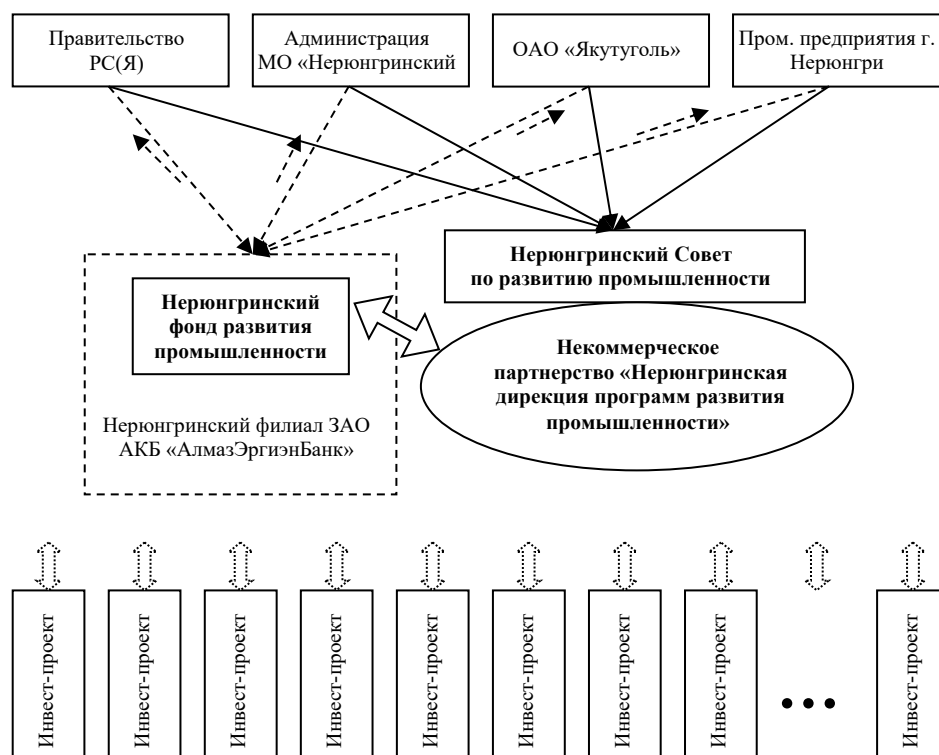 Правительство
РС(Я)
Администрация
МО «Нерюнгринский
ОАО «Якутуголь»
Пром. предприятия г.
Нерюнгри
Нерюнгринский Совет
по развитию промышленности
Нерюнгринский
фонд развития
промышленности
Некоммерческое
партнерство «Нерюнгринская
дирекция программ развития
промышленности»
Нерюнгринский филиал ЗАО
АКБ «АлмазЭргиэнБанк»
Инвест-проект
Инвест-проект
Инвест-проект
Инвест-проект
Инвест-проект
Инвест-проект
Инвест-проект
Инвест-проект
Инвест-проект